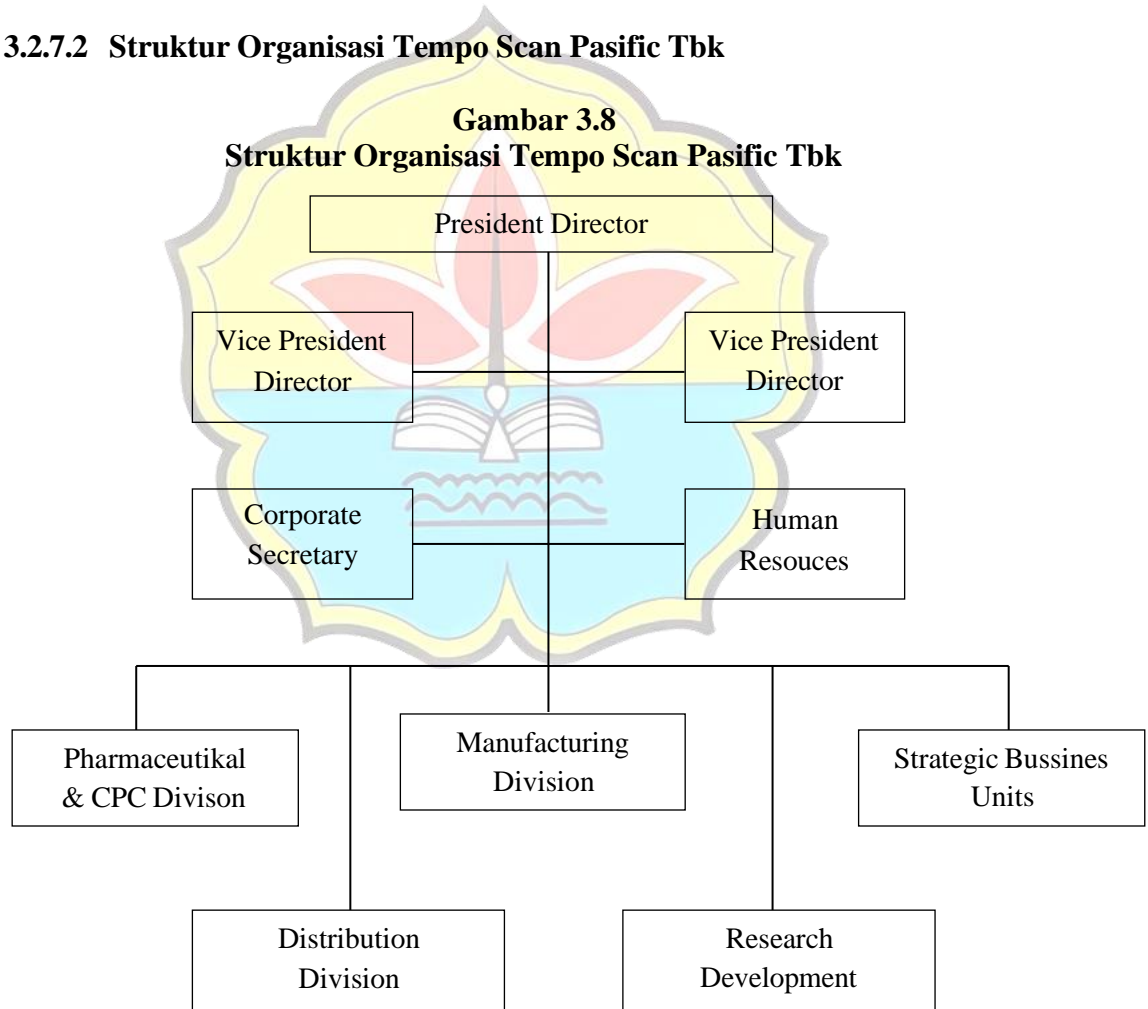 3.2.7.2 Struktur Organisasi Tempo Scan Pasific Tbk
Gambar 3.8
Struktur Organisasi Tempo Scan Pasific Tbk
President Director
Vice President
Director
Vice President
Director
Corporate
Secretary
Human
Resouces
Pharmaceutikal
& CPC Divison
Manufacturing
Division
Strategic Bussines
Units
Distribution
Division
Research
Development